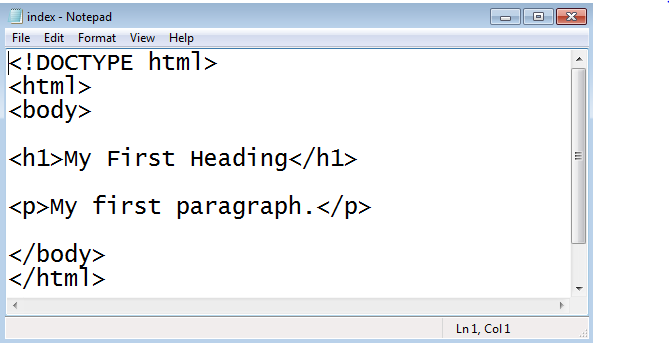 index - Notepad
File Edit Format View Help
<!DOCTYPE html>
<html>
<body>
<h1>My First Heading</h1>
<p>My first paragraph.</p>
</body>
</html>
Ln 1, Col 1